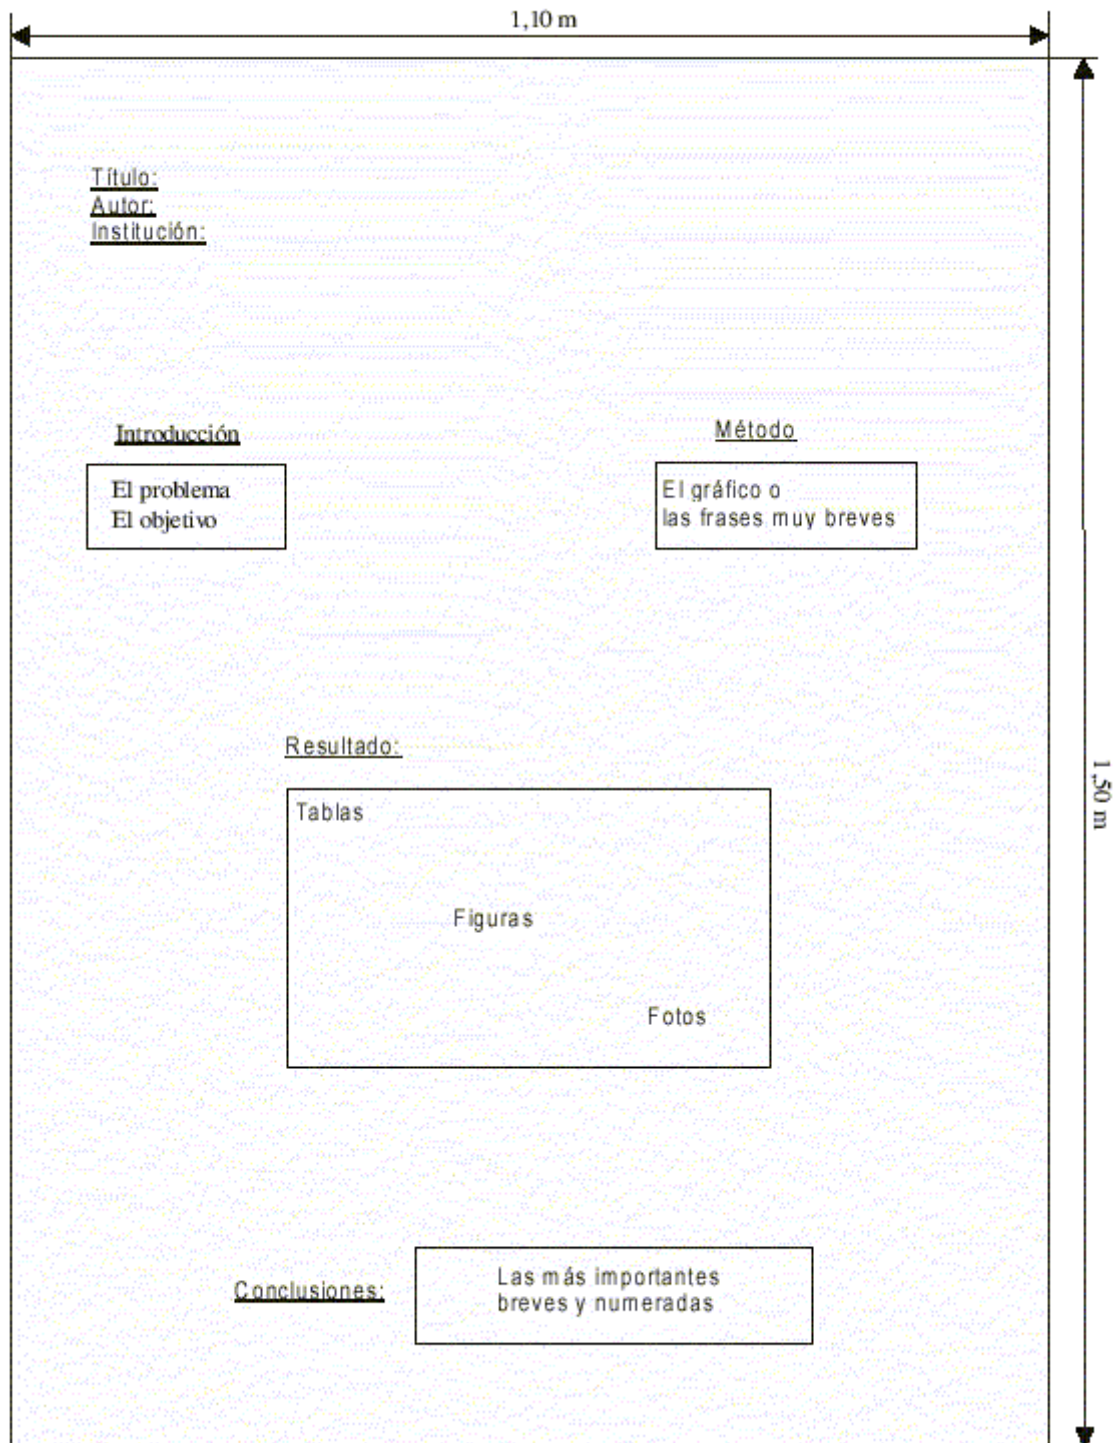 1,10 m
Título:
Autor:
Institución:
Introducción
Método
El problema
El objetivo
El gráfico o
las frases muy breves
Resultado:
1,50 m
Tablas
Figuras
Fotos
Conclusiones:
Las más importantes
breves y numeradas